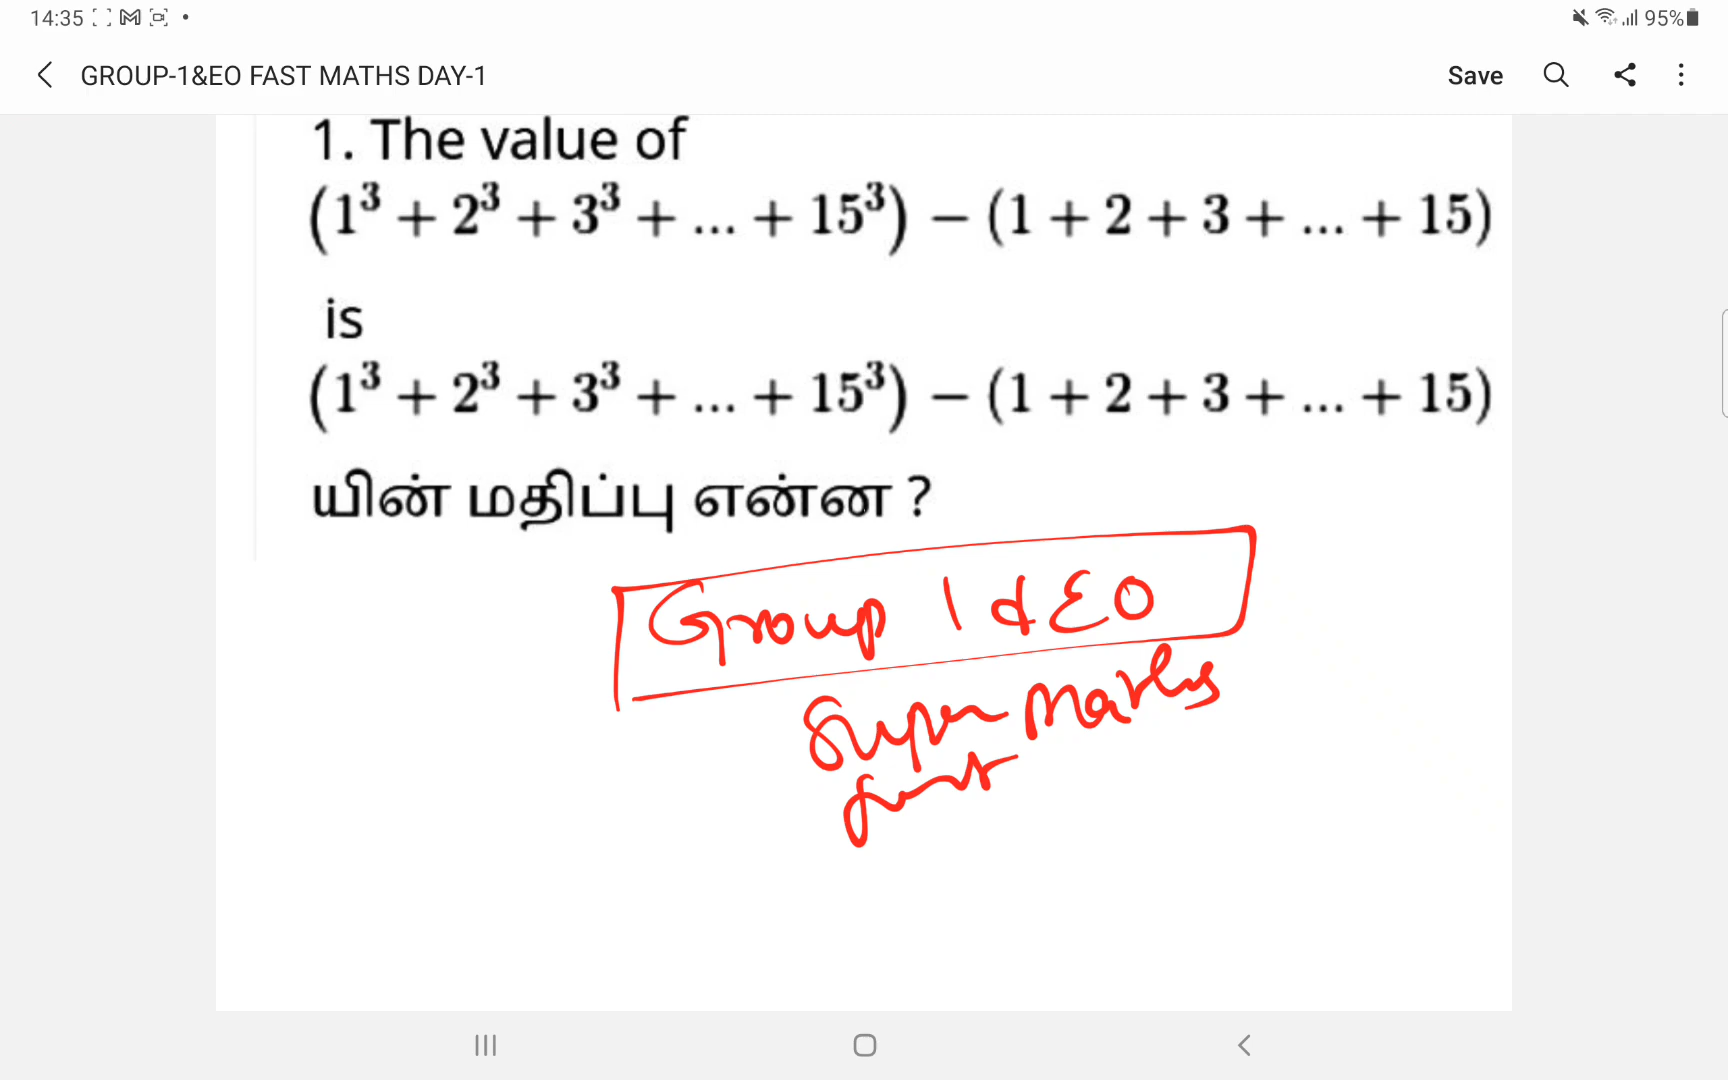 14:35 95%
GROUP-1&EO FAST MATHS DAY-1 Save
1. The value of
(1³ + 2³ + 3³ + ... + 15³) − (1 + 2 + 3 + ... + 15)
is
(1³ + 2³ + 3³ + ... + 15³) − (1 + 2 + 3 + ... + 15)
யின் மதிப்பு என்ன ?
Group 1 & EO
Super Maths